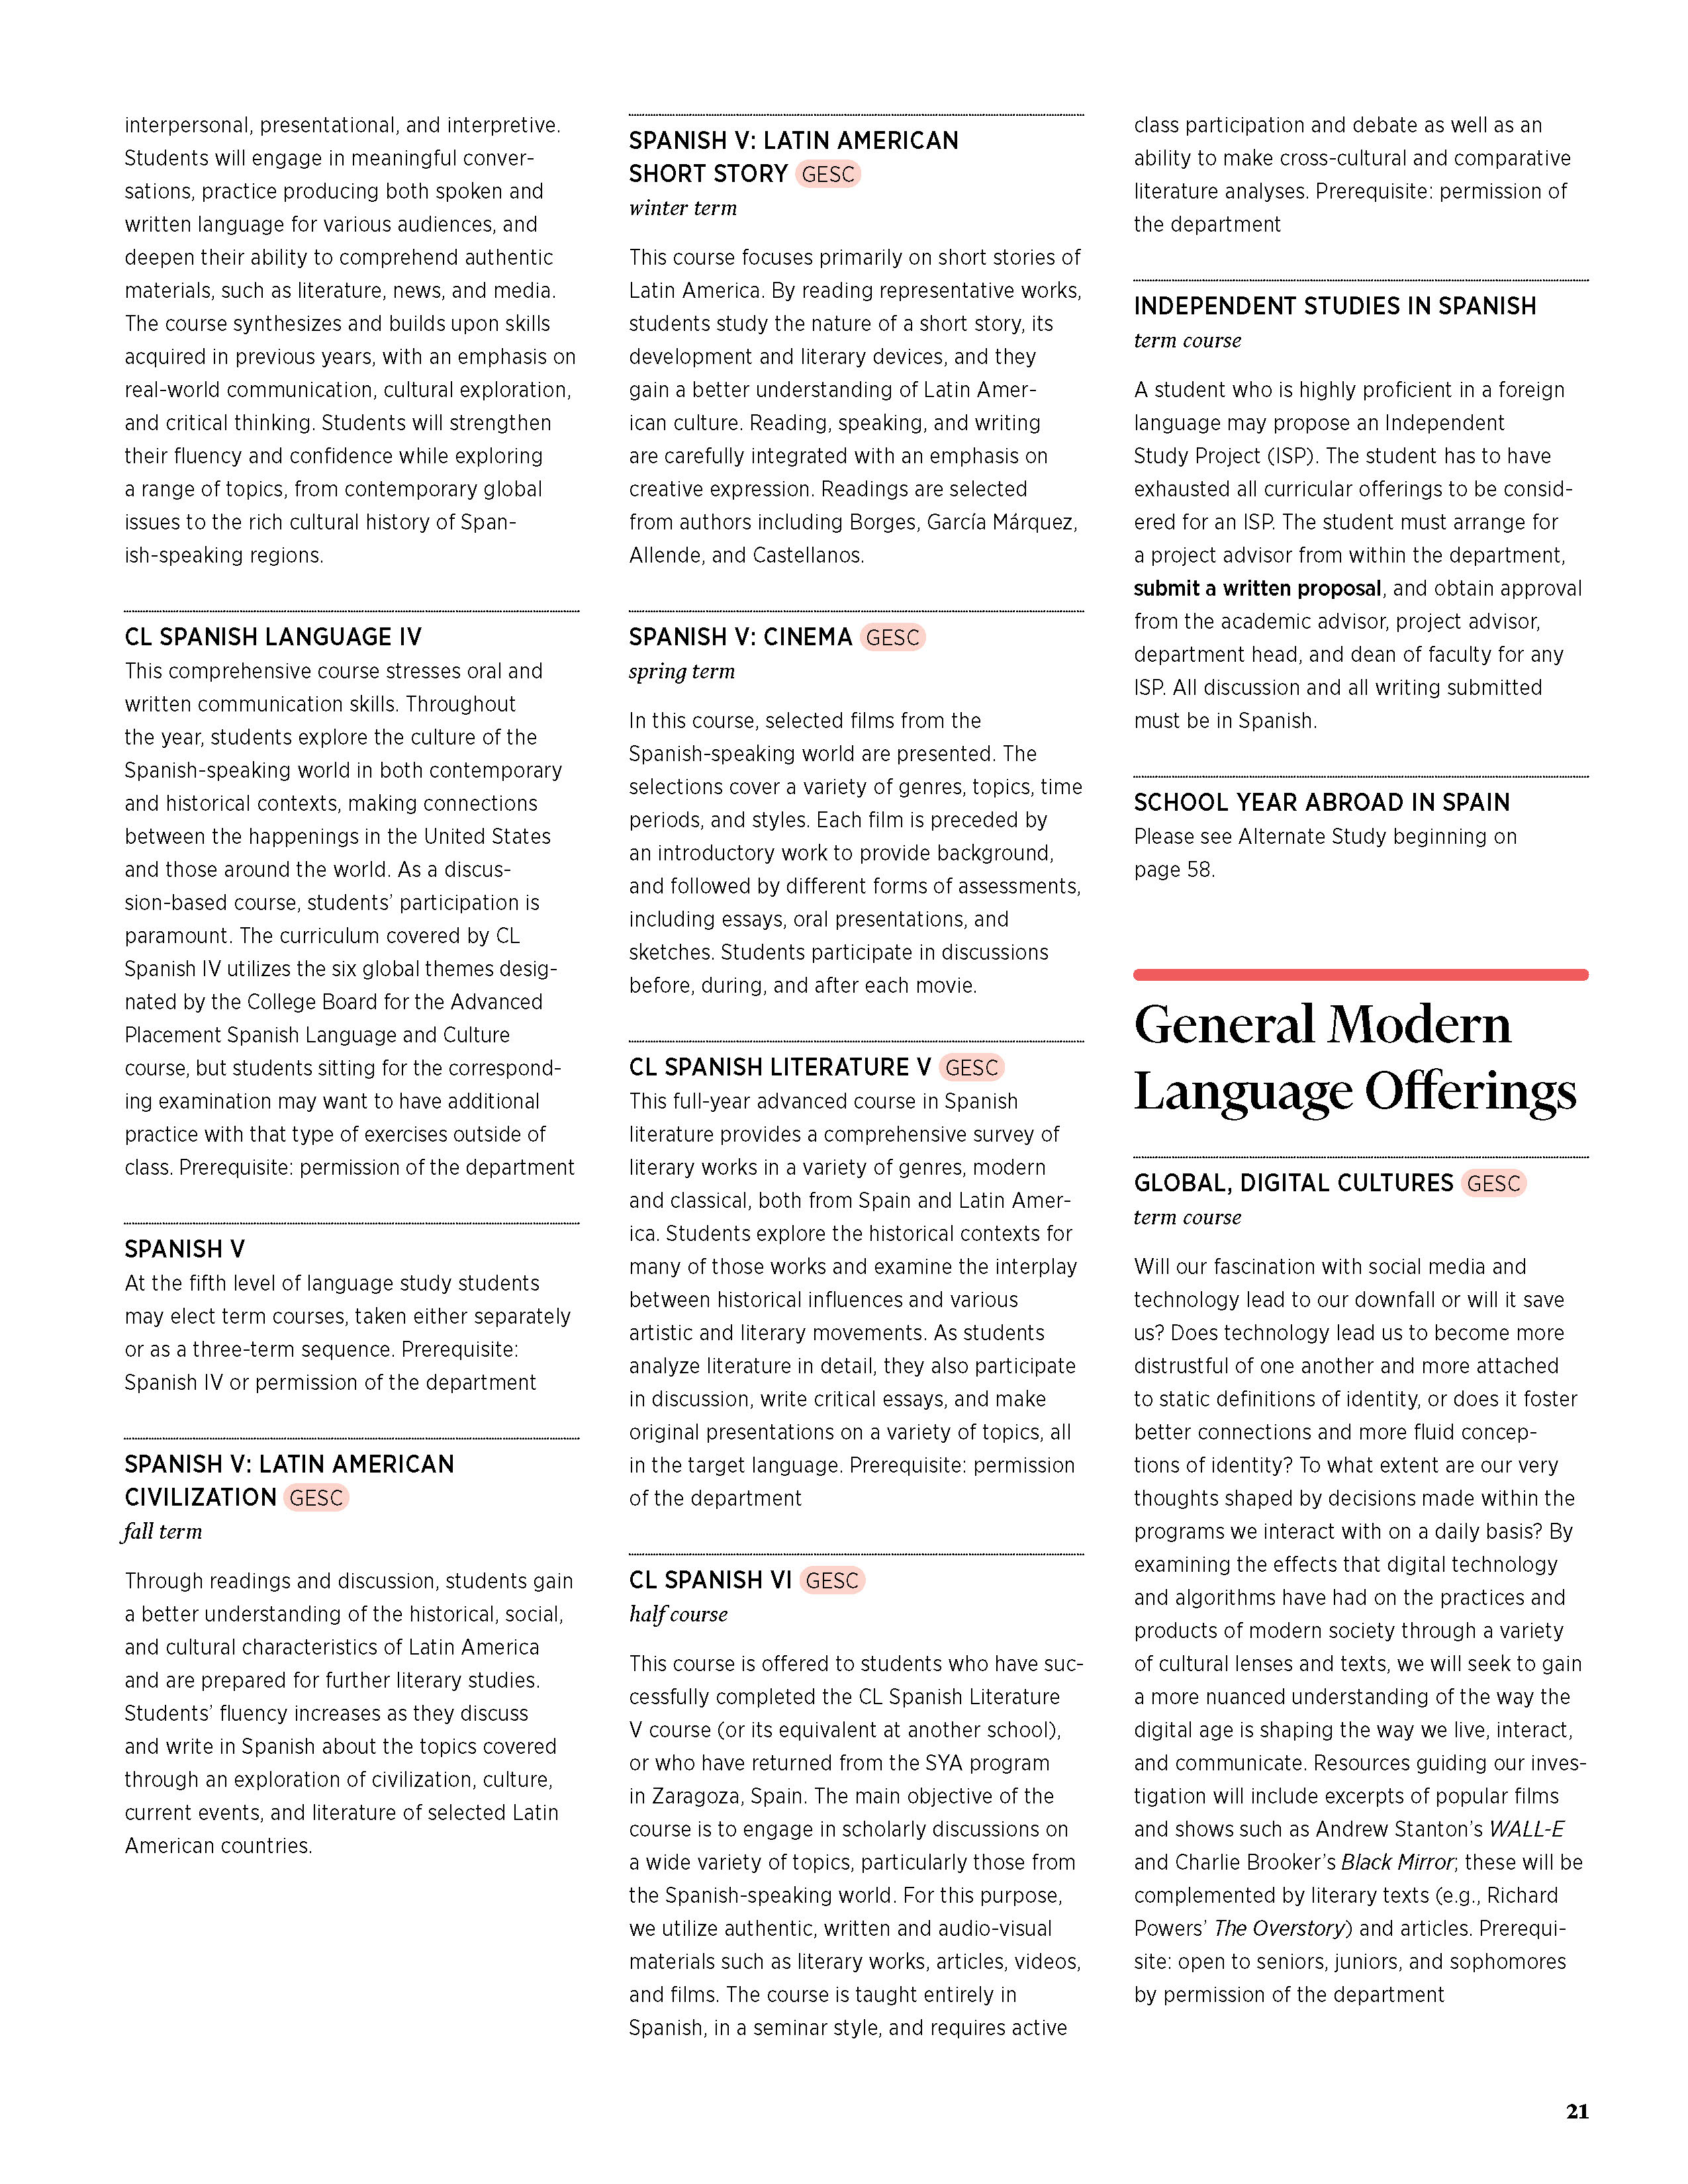 interpersonal, presentational, and interpretive.
Students will engage in meaningful conver-
sations, practice producing both spoken and
written language for various audiences, and
deepen their ability to comprehend authentic
materials, such as literature, news, and media.
The course synthesizes and builds upon skills
acquired in previous years, with an emphasis on
real-world communication, cultural exploration,
and critical thinking. Students will strengthen
their fluency and confidence while exploring
a range of topics, from contemporary global
issues to the rich cultural history of Span-
ish-speaking regions.
CL SPANISH LANGUAGE IV
This comprehensive course stresses oral and
written communication skills. Throughout
the year, students explore the culture of the
Spanish-speaking world in both contemporary
and historical contexts, making connections
between the happenings in the United States
and those around the world. As a discus-
sion-based course, students’ participation is
paramount. The curriculum covered by CL
Spanish IV utilizes the six global themes desig-
nated by the College Board for the Advanced
Placement Spanish Language and Culture
course, but students sitting for the correspond-
ing examination may want to have additional
practice with that type of exercises outside of
class. Prerequisite: permission of the department
SPANISH V
At the fifth level of language study students
may elect term courses, taken either separately
or as a three-term sequence. Prerequisite:
Spanish IV or permission of the department
SPANISH V: LATIN AMERICAN
CIVILIZATION GESC
fall term
Through readings and discussion, students gain
a better understanding of the historical, social,
and cultural characteristics of Latin America
and are prepared for further literary studies.
Students’ fluency increases as they discuss
and write in Spanish about the topics covered
through an exploration of civilization, culture,
current events, and literature of selected Latin
American countries.
SPANISH V: LATIN AMERICAN
SHORT STORY GESC
winter term
This course focuses primarily on short stories of
Latin America. By reading representative works,
students study the nature of a short story, its
development and literary devices, and they
gain a better understanding of Latin Amer-
ican culture. Reading, speaking, and writing
are carefully integrated with an emphasis on
creative expression. Readings are selected
from authors including Borges, García Márquez,
Allende, and Castellanos.
SPANISH V: CINEMA GESC
spring term
In this course, selected films from the
Spanish-speaking world are presented. The
selections cover a variety of genres, topics, time
periods, and styles. Each film is preceded by
an introductory work to provide background,
and followed by different forms of assessments,
including essays, oral presentations, and
sketches. Students participate in discussions
before, during, and after each movie.
CL SPANISH LITERATURE V GESC
This full-year advanced course in Spanish
literature provides a comprehensive survey of
literary works in a variety of genres, modern
and classical, both from Spain and Latin Amer-
ica. Students explore the historical contexts for
many of those works and examine the interplay
between historical influences and various
artistic and literary movements. As students
analyze literature in detail, they also participate
in discussion, write critical essays, and make
original presentations on a variety of topics, all
in the target language. Prerequisite: permission
of the department
CL SPANISH VI GESC
half course
This course is offered to students who have suc-
cessfully completed the CL Spanish Literature
V course (or its equivalent at another school),
or who have returned from the SYA program
in Zaragoza, Spain. The main objective of the
course is to engage in scholarly discussions on
a wide variety of topics, particularly those from
the Spanish-speaking world. For this purpose,
we utilize authentic, written and audio-visual
materials such as literary works, articles, videos,
and films. The course is taught entirely in
Spanish, in a seminar style, and requires active
class participation and debate as well as an
ability to make cross-cultural and comparative
literature analyses. Prerequisite: permission of
the department
INDEPENDENT STUDIES IN SPANISH
term course
A student who is highly proficient in a foreign
language may propose an Independent
Study Project (ISP). The student has to have
exhausted all curricular offerings to be consid-
ered for an ISP. The student must arrange for
a project advisor from within the department,
submit a written proposal, and obtain approval
from the academic advisor, project advisor,
department head, and dean of faculty for any
ISP. All discussion and all writing submitted
must be in Spanish.
SCHOOL YEAR ABROAD IN SPAIN
Please see Alternate Study beginning on
page 58.
General Modern
Language Offerings
GLOBAL, DIGITAL CULTURES GESC
term course
Will our fascination with social media and
technology lead to our downfall or will it save
us? Does technology lead us to become more
distrustful of one another and more attached
to static definitions of identity, or does it foster
better connections and more fluid concep-
tions of identity? To what extent are our very
thoughts shaped by decisions made within the
programs we interact with on a daily basis? By
examining the effects that digital technology
and algorithms have had on the practices and
products of modern society through a variety
of cultural lenses and texts, we will seek to gain
a more nuanced understanding of the way the
digital age is shaping the way we live, interact,
and communicate. Resources guiding our inves-
tigation will include excerpts of popular films
and shows such as Andrew Stanton’s WALL-E
and Charlie Brooker’s Black Mirror; these will be
complemented by literary texts (e.g., Richard
Powers’ The Overstory) and articles. Prerequi-
site: open to seniors, juniors, and sophomores
by permission of the department
21